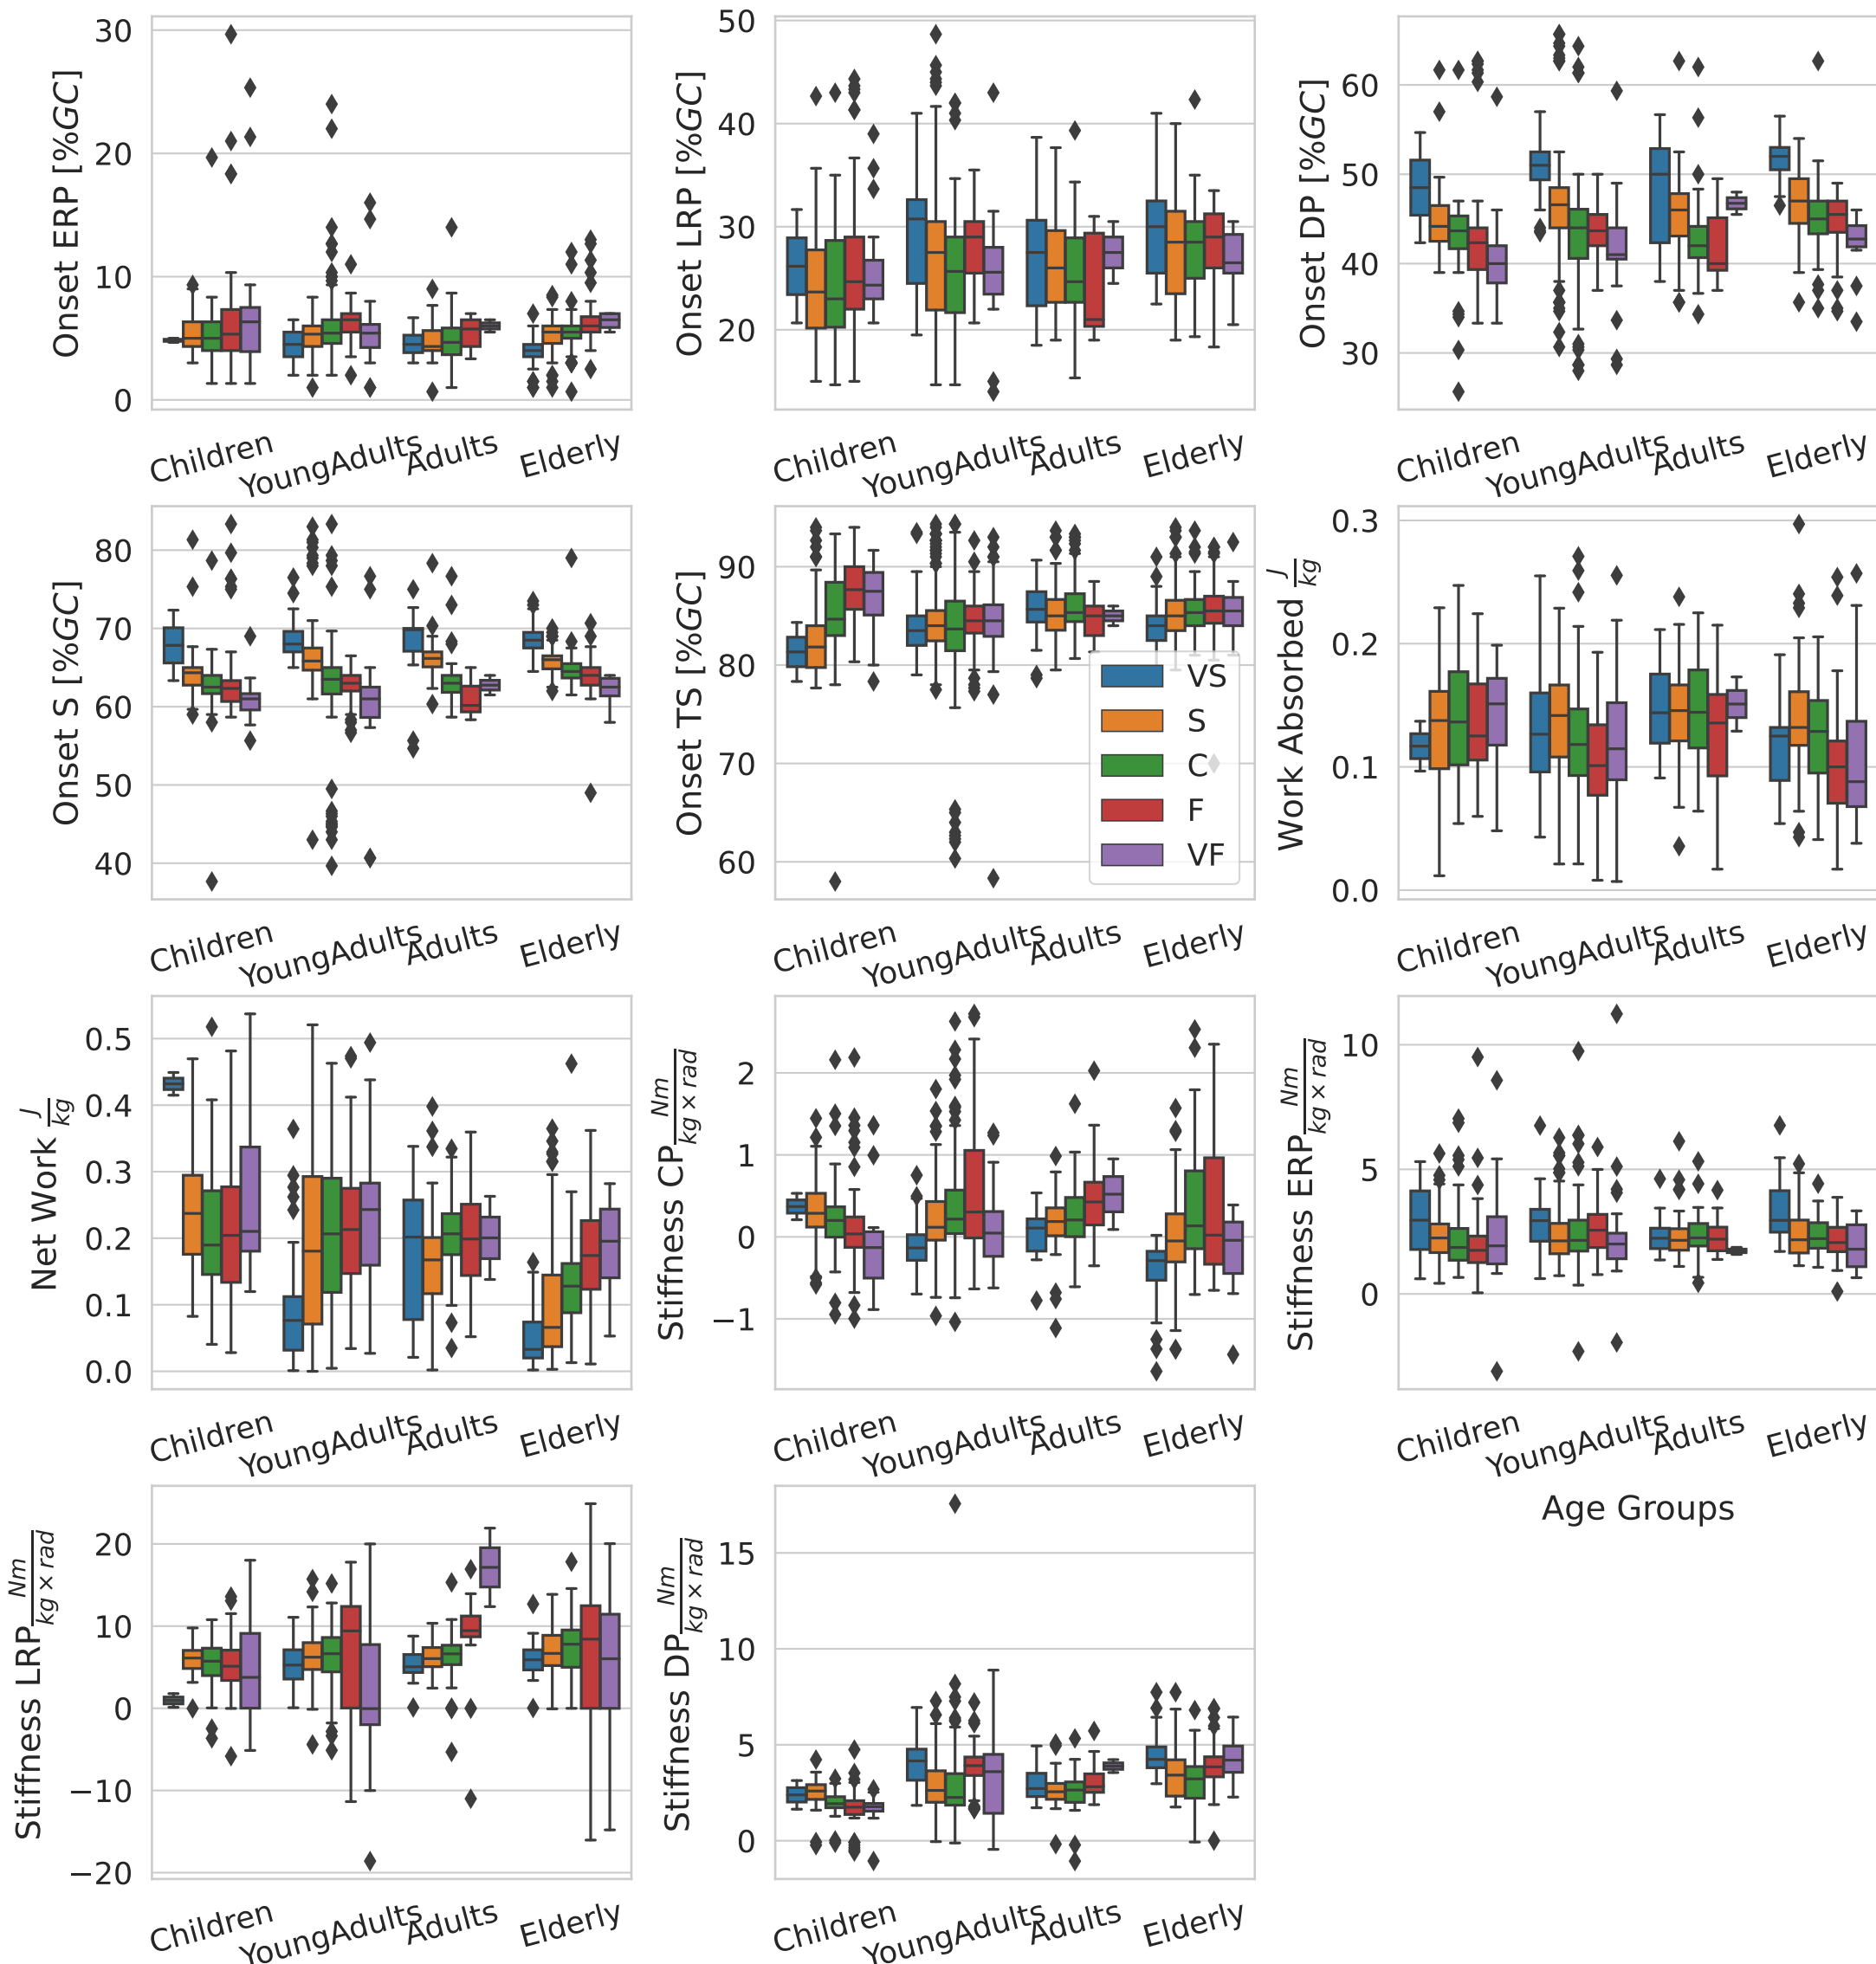 Onset ERP [%GC]
30
20
10
0
Children
YoungAdults
Adults
Elderly
Onset LRP [%GC]
50
40
30
20
Children
YoungAdults
Adults
Elderly
Onset DP [%GC]
60
50
40
30
Children
YoungAdults
Adults
Elderly
Onset S [%GC]
80
70
60
50
40
Children
YoungAdults
Adults
Elderly
Onset TS [%GC]
90
80
70
60
VS
S
C
F
VF
Children
YoungAdults
Adults
Elderly
Work Absorbed J/kg
0.3
0.2
0.1
0.0
Children
YoungAdults
Adults
Elderly
Net Work J/kg
0.5
0.4
0.3
0.2
0.1
0.0
Children
YoungAdults
Adults
Elderly
Stiffness CP Nm/kg × rad
2
1
0
−1
Children
YoungAdults
Adults
Elderly
Stiffness ERP Nm/kg × rad
10
5
0
Children
YoungAdults
Adults
Elderly
Age Groups
Stiffness LRP Nm/kg × rad
20
10
0
−10
−20
Children
YoungAdults
Adults
Elderly
Stiffness DP Nm/kg × rad
15
10
5
0
Children
YoungAdults
Adults
Elderly